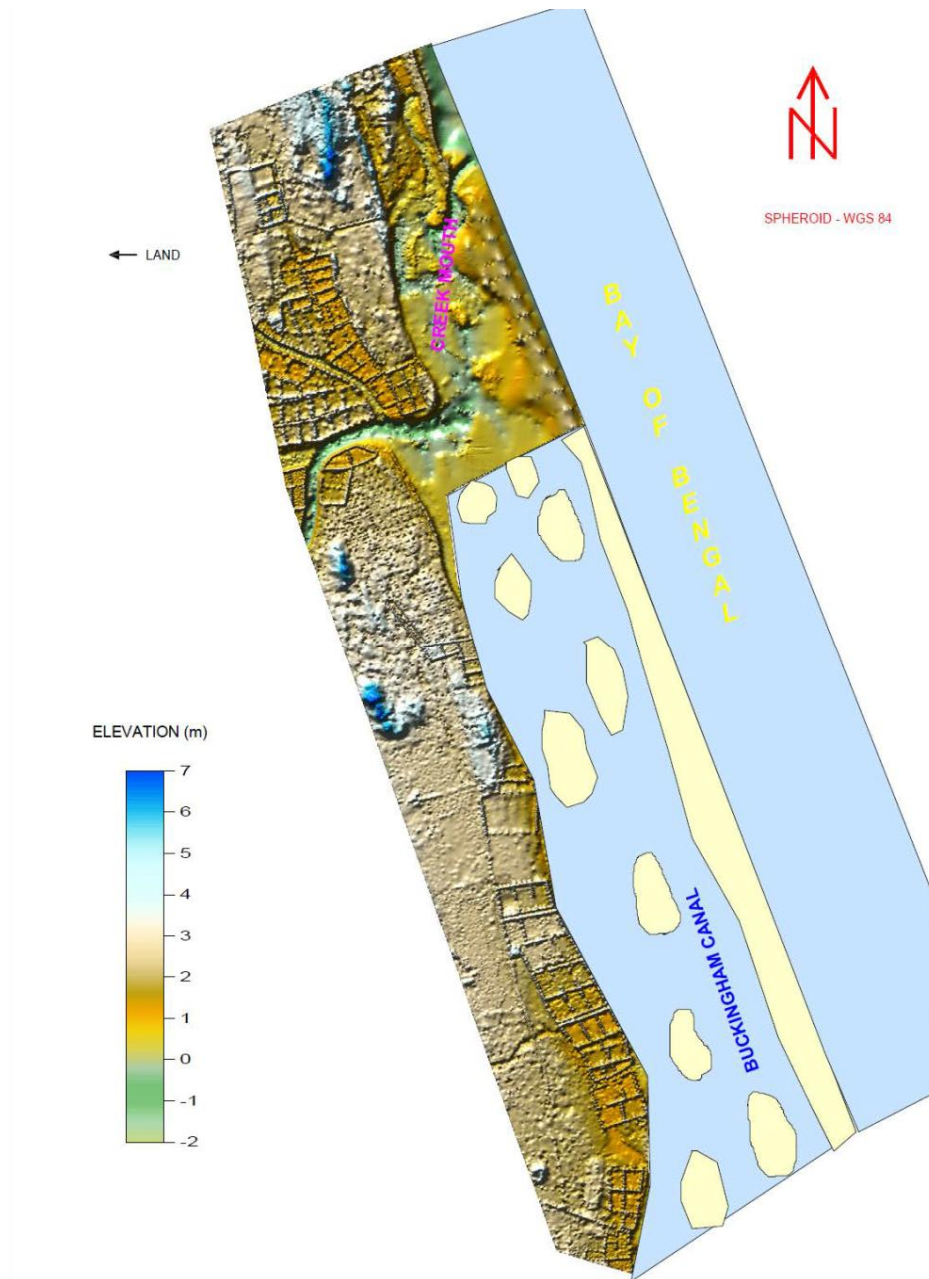 N
SPHEROID - WGS 84
LAND
CREEK MOUTH
BAY OF BENGAL
ELEVATION (m)
7
6
5
4
3
2
1
0
-1
-2
BUCKINGHAM CANAL